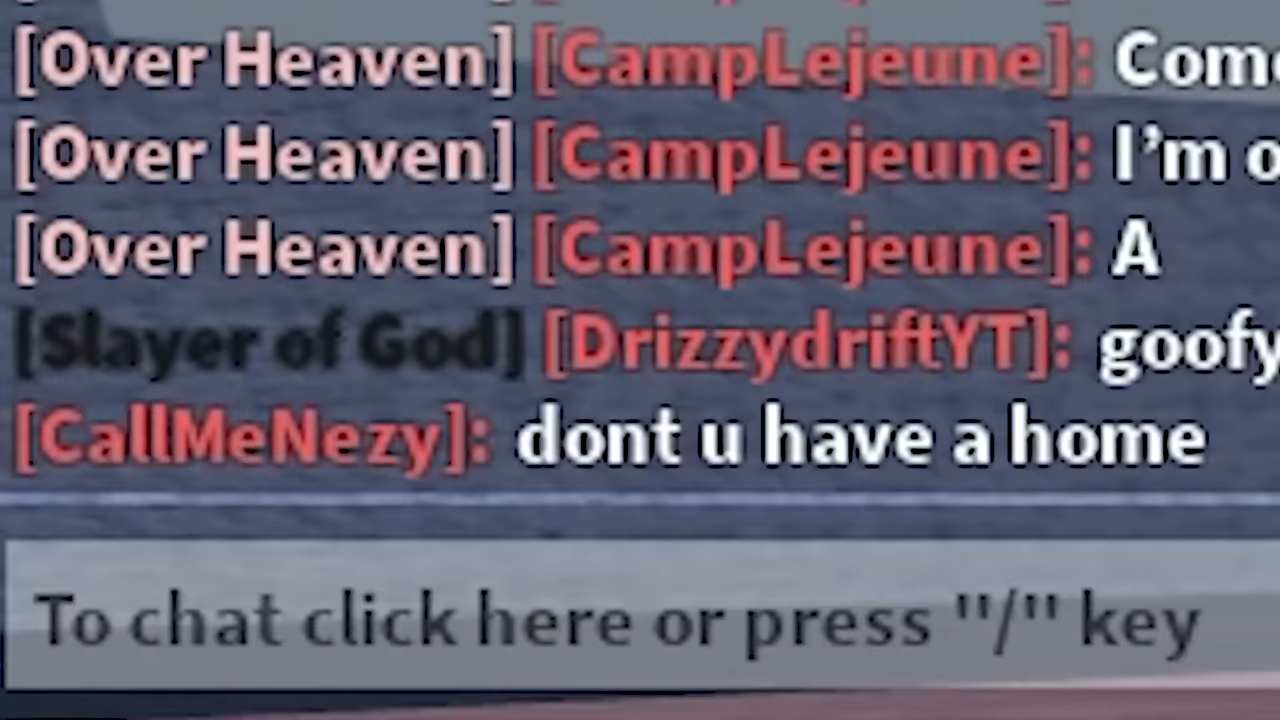 [Over Heaven] [CampLejeune]: Come
[Over Heaven] [CampLejeune]: I'm o
[Over Heaven] [CampLejeune]: A
[Slayer of God] [DrizzydriftYT]: goofy
[CallMeNezy]: dont u have a home
To chat click here or press "/" key